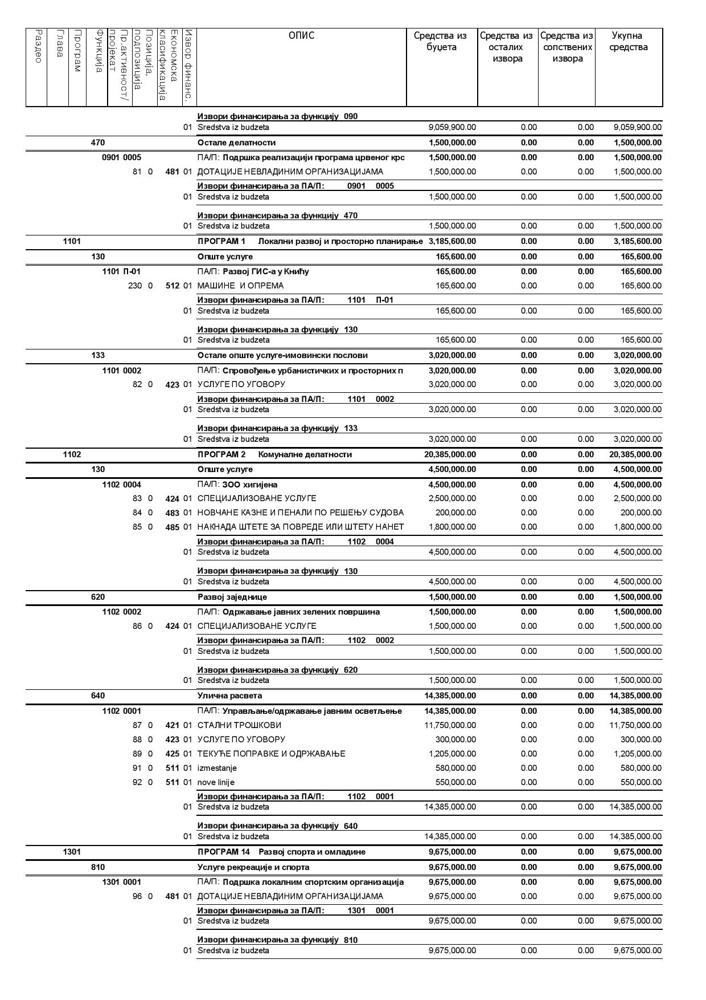 Раздео Глава Програм Функција Пр.активност/ пројекат Позиција, подпозиција Економска класификација Извор финанс. ОПИС Средства из буџета Средства из осталих извора Средства из сопствених извора Укупна средства
Извори финансирања за функцију 090
01 Sredstva iz budzeta 9,059,900.00 0.00 0.00 9,059,900.00
470 Остале делатности 1,500,000.00 0.00 0.00 1,500,000.00
0901 0005 ПА/П: Подршка реализацији програма црвеног крс 1,500,000.00 0.00 0.00 1,500,000.00
81 0 481 01 ДОТАЦИЈЕ НЕВЛАДИНИМ ОРГАНИЗАЦИЈАМА 1,500,000.00 0.00 0.00 1,500,000.00
Извори финансирања за ПА/П: 0901 0005
01 Sredstva iz budzeta 1,500,000.00 0.00 0.00 1,500,000.00
Извори финансирања за функцију 470
01 Sredstva iz budzeta 1,500,000.00 0.00 0.00 1,500,000.00
1101 ПРОГРАМ 1 Локални развој и просторно планирање 3,185,600.00 0.00 0.00 3,185,600.00
130 Опште услуге 165,600.00 0.00 0.00 165,600.00
1101 П-01 ПА/П: Развој ГИС-а у Книћу 165,600.00 0.00 0.00 165,600.00
230 0 512 01 МАШИНЕ И ОПРЕМА 165,600.00 0.00 0.00 165,600.00
Извори финансирања за ПА/П: 1101 П-01
01 Sredstva iz budzeta 165,600.00 0.00 0.00 165,600.00
Извори финансирања за функцију 130
01 Sredstva iz budzeta 165,600.00 0.00 0.00 165,600.00
133 Остале опште услуге-имовински послови 3,020,000.00 0.00 0.00 3,020,000.00
1101 0002 ПА/П: Спровођење урбанистичких и просторних п 3,020,000.00 0.00 0.00 3,020,000.00
82 0 423 01 УСЛУГЕ ПО УГОВОРУ 3,020,000.00 0.00 0.00 3,020,000.00
Извори финансирања за ПА/П: 1101 0002
01 Sredstva iz budzeta 3,020,000.00 0.00 0.00 3,020,000.00
Извори финансирања за функцију 133
01 Sredstva iz budzeta 3,020,000.00 0.00 0.00 3,020,000.00
1102 ПРОГРАМ 2 Комуналне делатности 20,385,000.00 0.00 0.00 20,385,000.00
130 Опште услуге 4,500,000.00 0.00 0.00 4,500,000.00
1102 0004 ПА/П: ЗОО хигијена 4,500,000.00 0.00 0.00 4,500,000.00
83 0 424 01 СПЕЦИЈАЛИЗОВАНЕ УСЛУГЕ 2,500,000.00 0.00 0.00 2,500,000.00
84 0 483 01 НОВЧАНЕ КАЗНЕ И ПЕНАЛИ ПО РЕШЕЊУ СУДОВА 200,000.00 0.00 0.00 200,000.00
85 0 485 01 НАКНАДА ШТЕТЕ ЗА ПОВРЕДЕ ИЛИ ШТЕТУ НАНЕТ 1,800,000.00 0.00 0.00 1,800,000.00
Извори финансирања за ПА/П: 1102 0004
01 Sredstva iz budzeta 4,500,000.00 0.00 0.00 4,500,000.00
Извори финансирања за функцију 130
01 Sredstva iz budzeta 4,500,000.00 0.00 0.00 4,500,000.00
620 Развој заједнице 1,500,000.00 0.00 0.00 1,500,000.00
1102 0002 ПА/П: Одржавање јавних зелених површина 1,500,000.00 0.00 0.00 1,500,000.00
86 0 424 01 СПЕЦИЈАЛИЗОВАНЕ УСЛУГЕ 1,500,000.00 0.00 0.00 1,500,000.00
Извори финансирања за ПА/П: 1102 0002
01 Sredstva iz budzeta 1,500,000.00 0.00 0.00 1,500,000.00
Извори финансирања за функцију 620
01 Sredstva iz budzeta 1,500,000.00 0.00 0.00 1,500,000.00
640 Улична расвета 14,385,000.00 0.00 0.00 14,385,000.00
1102 0001 ПА/П: Управљање/одржавање јавним осветљење 14,385,000.00 0.00 0.00 14,385,000.00
87 0 421 01 СТАЛНИ ТРОШКОВИ 11,750,000.00 0.00 0.00 11,750,000.00
88 0 423 01 УСЛУГЕ ПО УГОВОРУ 300,000.00 0.00 0.00 300,000.00
89 0 425 01 ТЕКУЋЕ ПОПРАВКЕ И ОДРЖАВАЊЕ 1,205,000.00 0.00 0.00 1,205,000.00
91 0 511 01 izmestanje 580,000.00 0.00 0.00 580,000.00
92 0 511 01 nove linije 550,000.00 0.00 0.00 550,000.00
Извори финансирања за ПА/П: 1102 0001
01 Sredstva iz budzeta 14,385,000.00 0.00 0.00 14,385,000.00
Извори финансирања за функцију 640
01 Sredstva iz budzeta 14,385,000.00 0.00 0.00 14,385,000.00
1301 ПРОГРАМ 14 Развој спорта и омладине 9,675,000.00 0.00 0.00 9,675,000.00
810 Услуге рекреације и спорта 9,675,000.00 0.00 0.00 9,675,000.00
1301 0001 ПА/П: Подршка локалним спортским организација 9,675,000.00 0.00 0.00 9,675,000.00
96 0 481 01 ДОТАЦИЈЕ НЕВЛАДИНИМ ОРГАНИЗАЦИЈАМА 9,675,000.00 0.00 0.00 9,675,000.00
Извори финансирања за ПА/П: 1301 0001
01 Sredstva iz budzeta 9,675,000.00 0.00 0.00 9,675,000.00
Извори финансирања за функцију 810
01 Sredstva iz budzeta 9,675,000.00 0.00 0.00 9,675,000.00